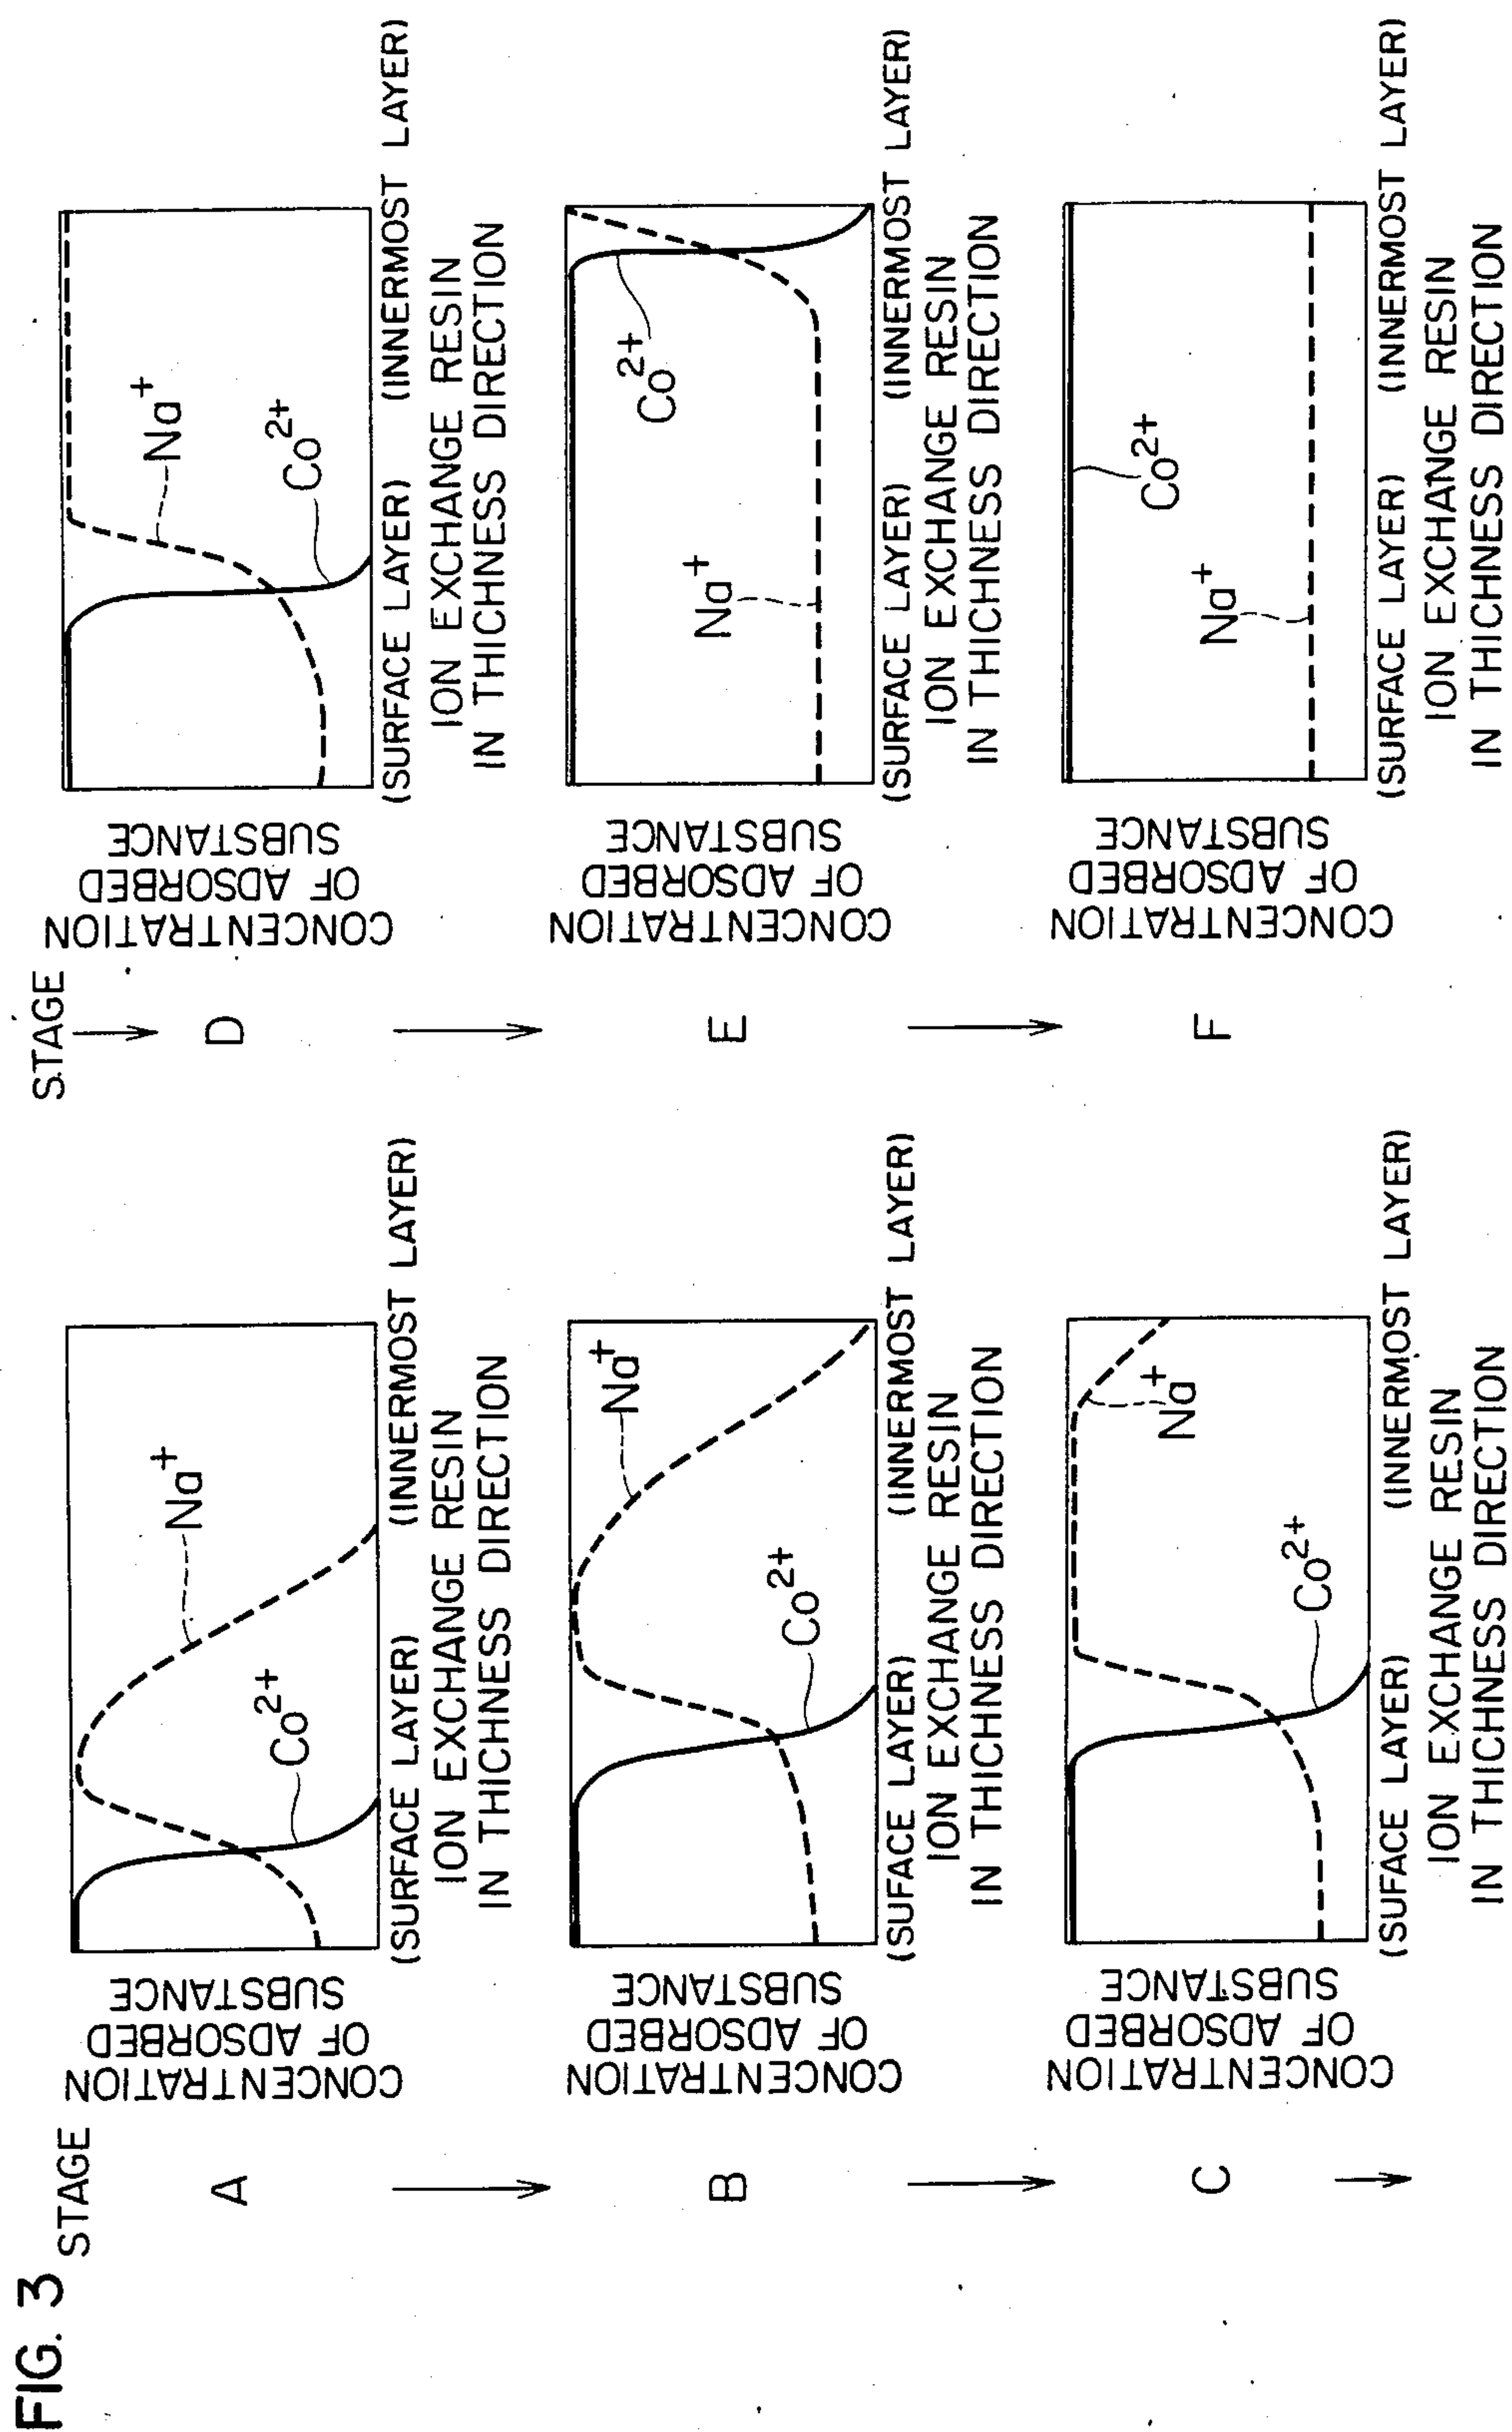 FIG. 3
STAGE
A
CONCENTRATION
OF ADSORBED
SUBSTANCE
Na+
Co2+
(SURFACE LAYER) (INNERMOST LAYER)
ION EXCHANGE RESIN
IN THICHNESS DIRECTION
B
CONCENTRATION
OF ADSORBED
SUBSTANCE
Na+
Co2+
(SUFACE LAYER) (INNERMOST LAYER)
ION EXCHANGE RESIN
IN THICHNESS DIRECTION
C
CONCENTRATION
OF ADSORBED
SUBSTANCE
Na+
Co2+
(SUFACE LAYER) (INNERMOST LAYER)
ION EXCHANGE RESIN
IN THICHNESS DIRECTION
STAGE
D
CONCENTRATION
OF ADSORBED
SUBSTANCE
Na+
Co2+
(SURFACE LAYER) (INNERMOST LAYER)
ION EXCHANGE RESIN
IN THICHNESS DIRECTION
E
CONCENTRATION
OF ADSORBED
SUBSTANCE
Co2+
Na+
(SURFACE LAYER) (INNERMOST LAYER)
ION EXCHANGE RESIN
IN THICHNESS DIRECTION
F
CONCENTRATION
OF ADSORBED
SUBSTANCE
Co2+
Na+
(SURFACE LAYER) (INNERMOST LAYER)
ION EXCHANGE RESIN
IN THICHNESS DIRECTION